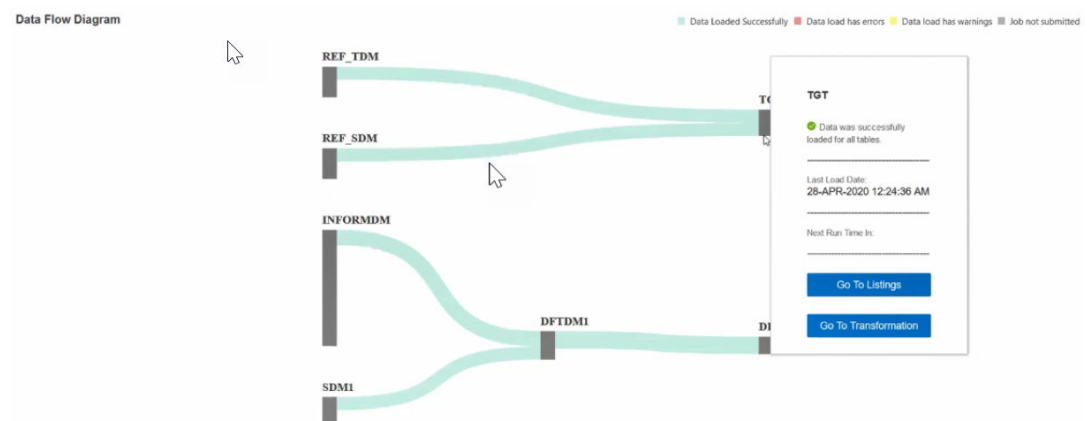 Data Flow Diagram
Data Loaded Successfully Data load has errors Data load has warnings Job not submitted
REF_TDM
TGT
Data was successfully
loaded for all tables.
REF_SDM
Last Load Date:
28-APR-2020 12:24:36 AM
INFORMDM
Next Run Time In:
Go To Listings
DFTDM1
Go To Transformation
SDM1